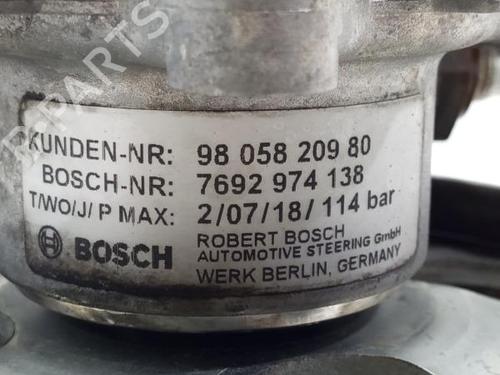 KUNDEN-NR: 98 058 209 80
BOSCH-NR: 7692 974 138
T/WO/J/ P MAX: 2/07/18/ 114 bar
BOSCH
ROBERT BOSCH
AUTOMOTIVE STEERING GmbH
WERK BERLIN, GERMANY